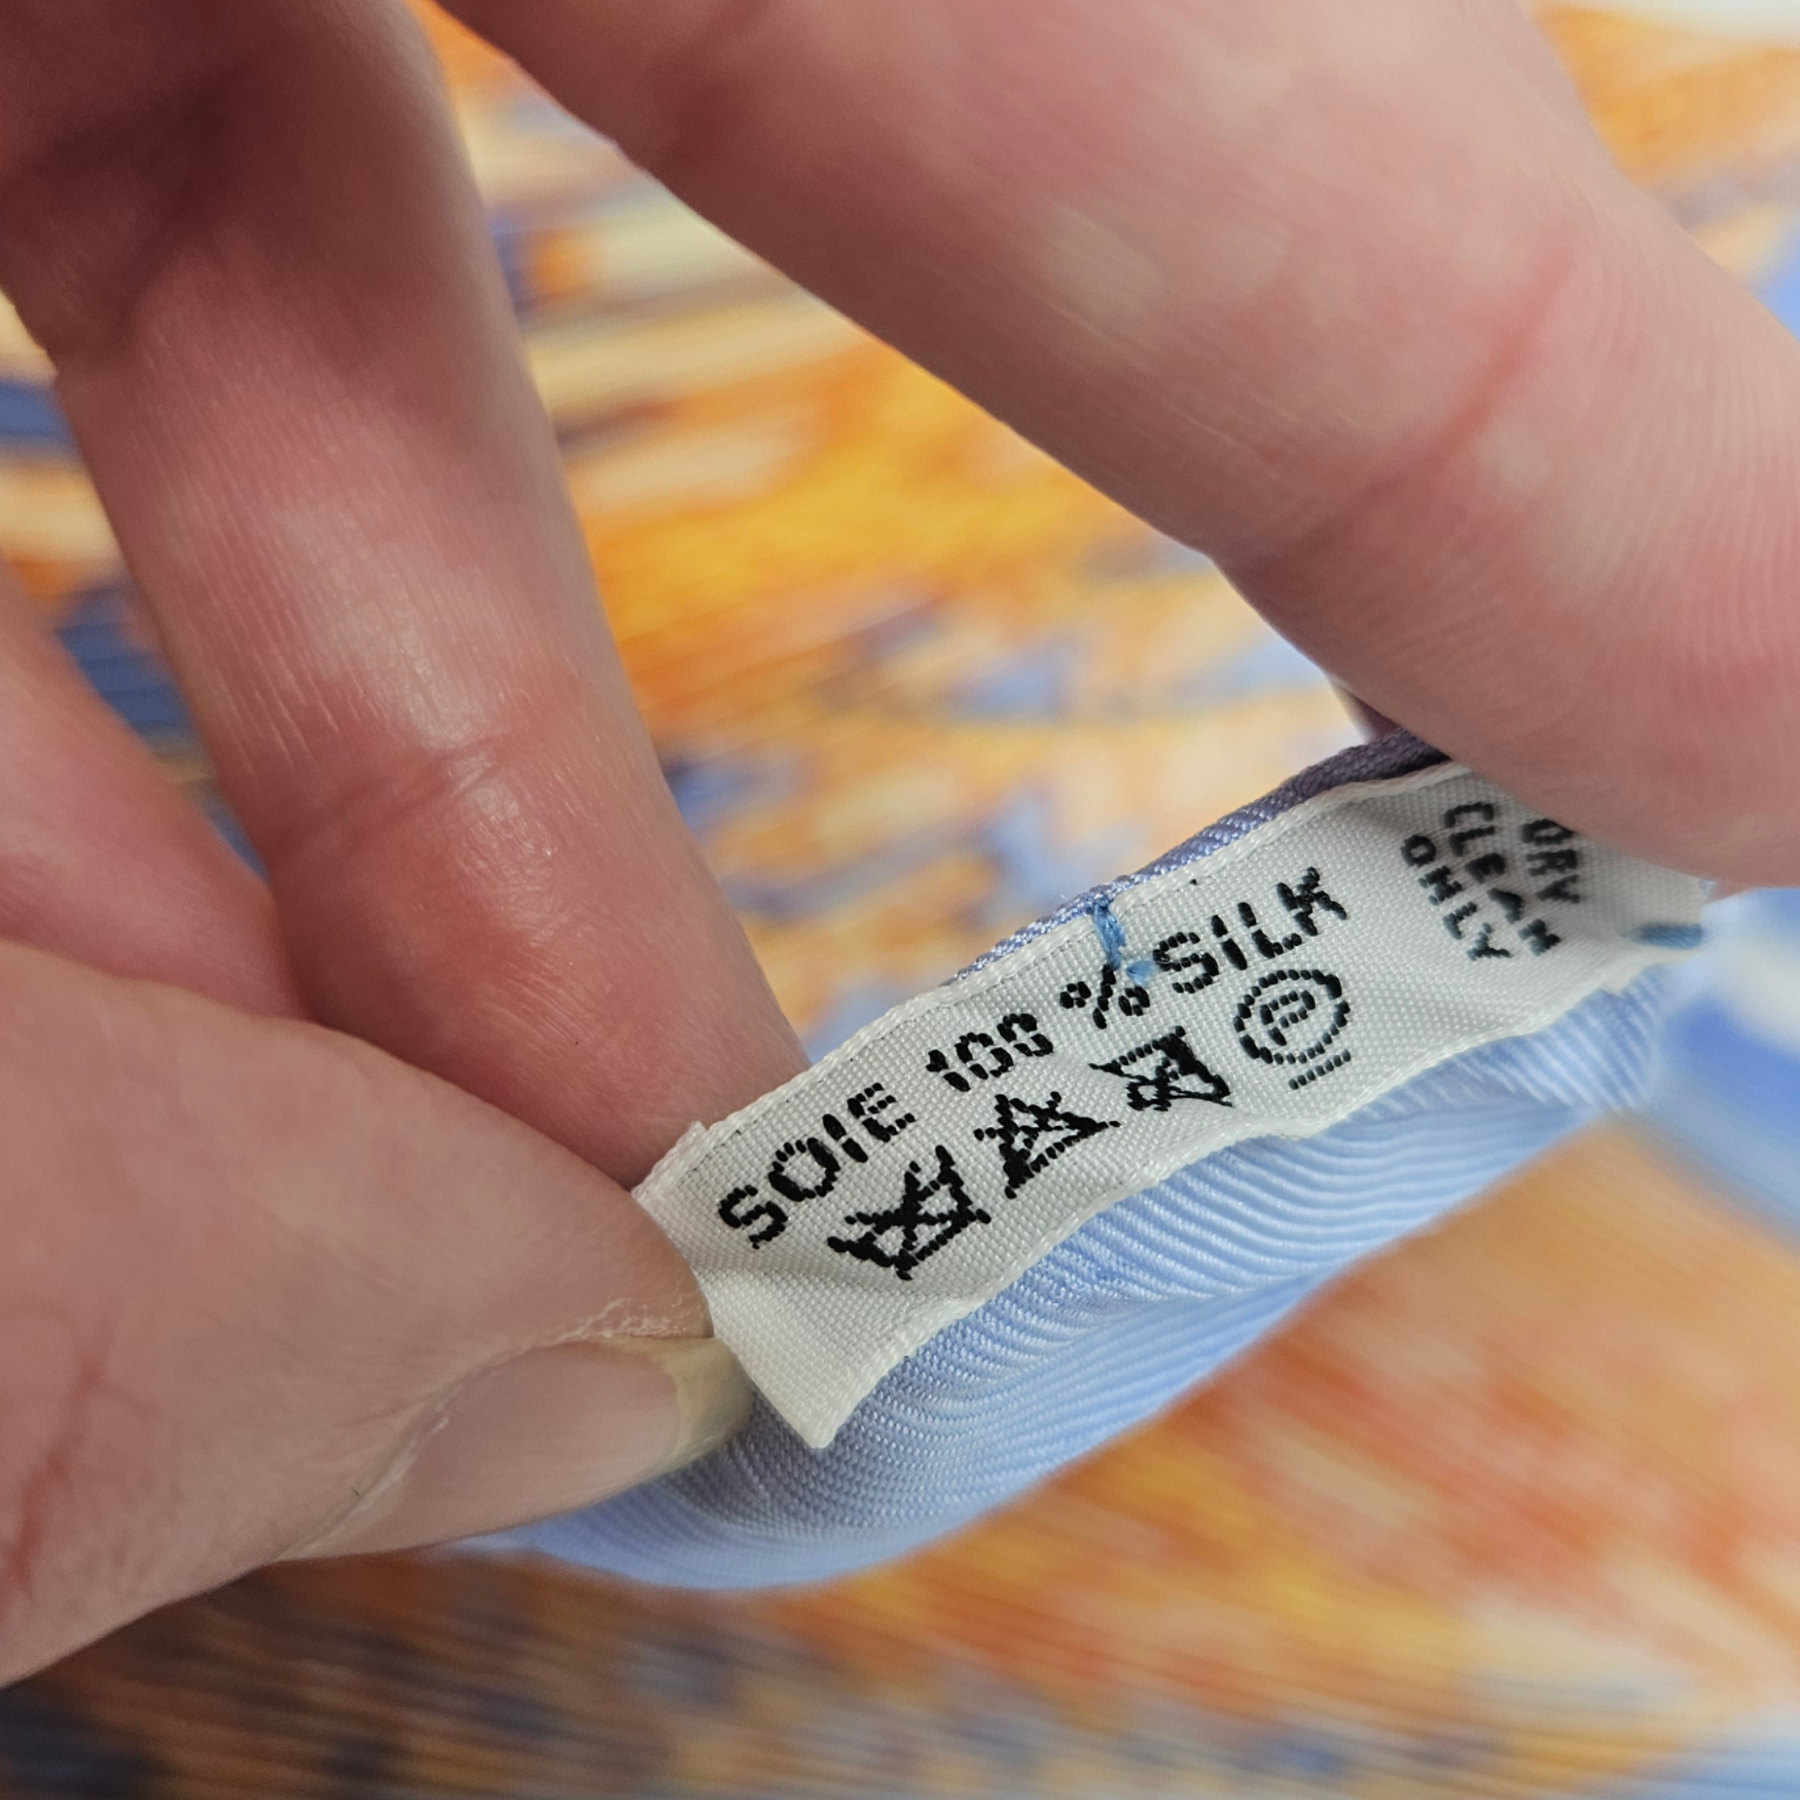 SOIE 100 % SILK
P
DRY
CLEAN
ONLY